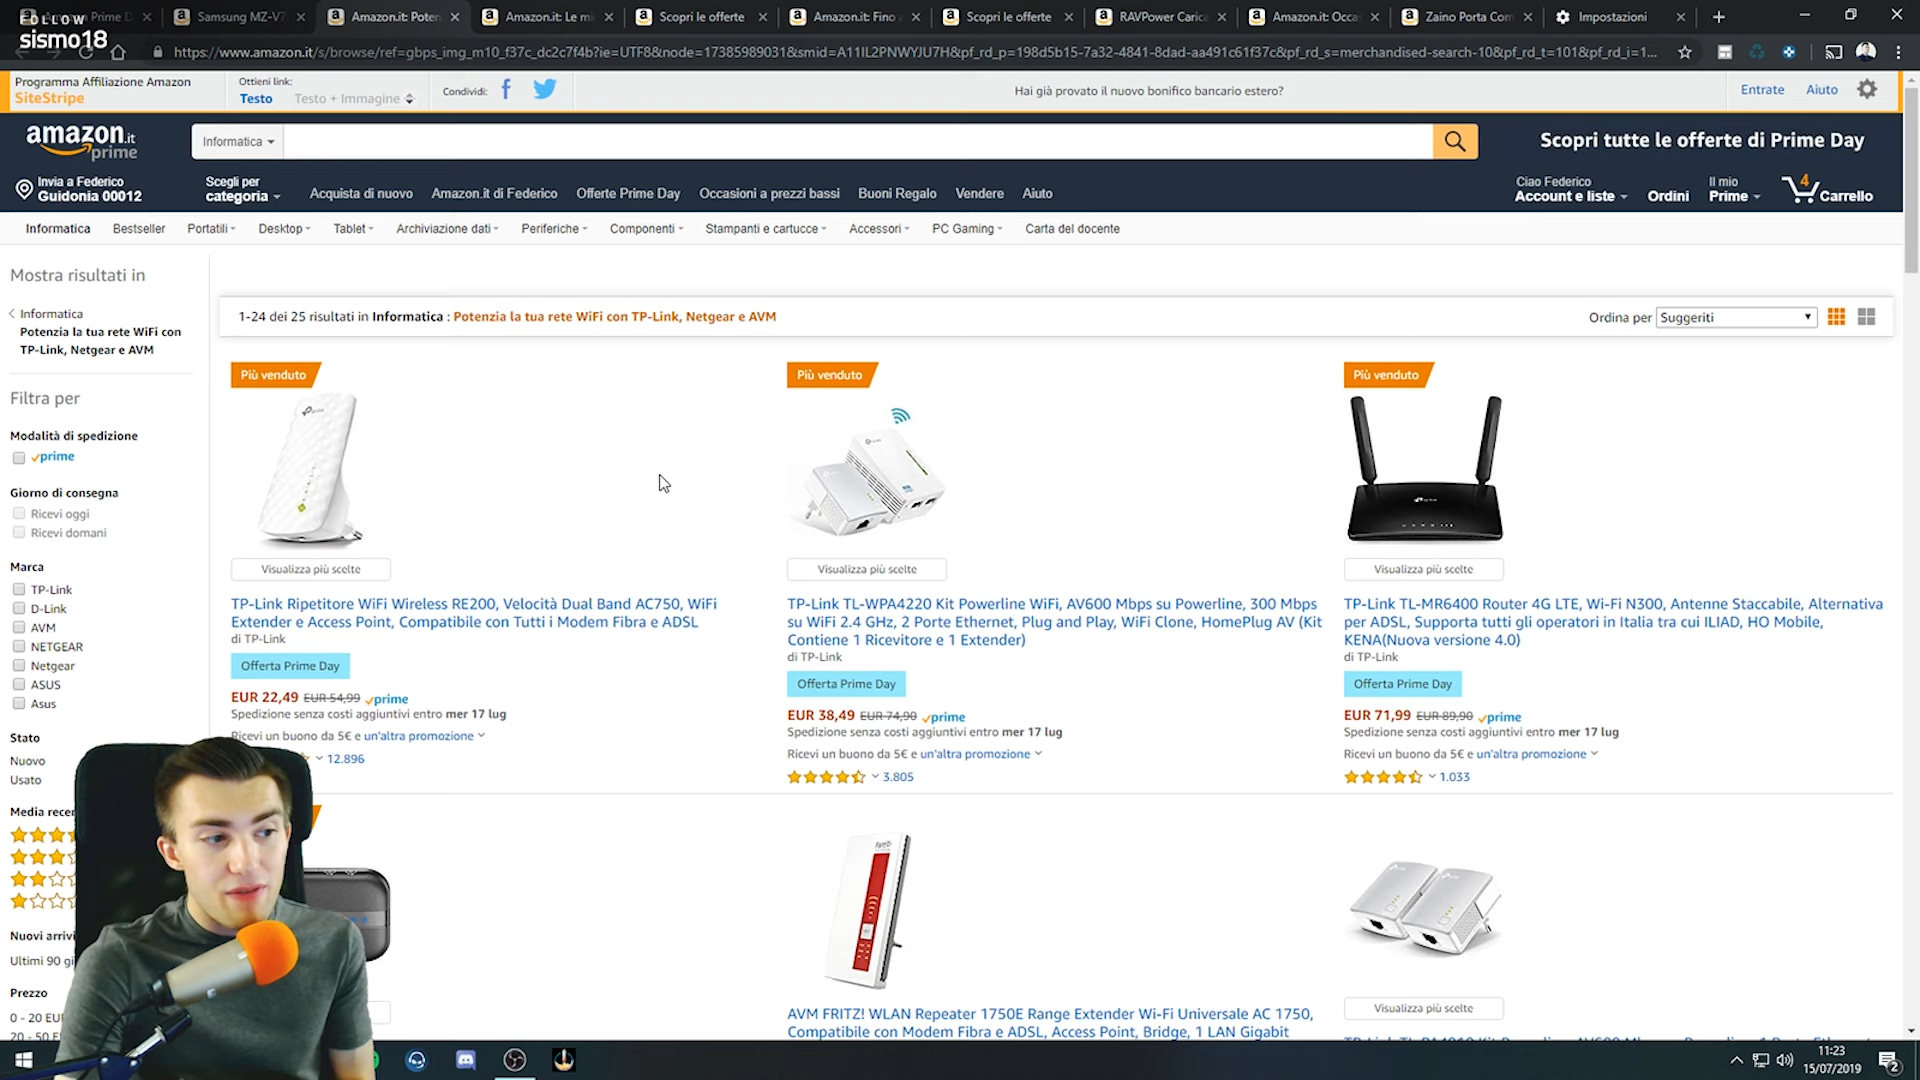 FOLLOW
sismo18
Prime D
Samsung MZ-V7
Amazon.it: Poten
Amazon.it: Le mi
Scopri le offerte
Amazon.it: Fino a
Scopri le offerte
RAVPower Carica
Amazon.it: Occa
Zaino Porta Com
Impostazioni
https://www.amazon.it/s/browse/ref=gbps_img_m10_f37c_dc2c7f4b?ie=UTF8&node=17385989031&smid=A11IL2PNWYJU7H&pf_rd_p=198d5b15-7a32-4841-8dad-aa491c61f37c&pf_rd_s=merchandised-search-10&pf_rd_t=101&pf_rd_i=1...
Programma Affiliazione Amazon
SiteStripe
Ottieni link:
Testo
Testo + Immagine
Condividi:
Hai già provato il nuovo bonifico bancario estero?
Entrate
Aiuto
amazon.it
prime
Informatica
Scopri tutte le offerte di Prime Day
Invia a Federico
Guidonia 00012
Scegli per
categoria
Acquista di nuovo
Amazon.it di Federico
Offerte Prime Day
Occasioni a prezzi bassi
Buoni Regalo
Vendere
Aiuto
Ciao Federico
Account e liste
Ordini
Il mio
Prime
4
Carrello
Informatica
Bestseller
Portatili
Desktop
Tablet
Archiviazione dati
Periferiche
Componenti
Stampanti e cartucce
Accessori
PC Gaming
Carta del docente
Mostra risultati in
Informatica
Potenzia la tua rete WiFi con
TP-Link, Netgear e AVM
Filtra per
Modalità di spedizione
prime
Giorno di consegna
Ricevi oggi
Ricevi domani
Marca
TP-Link
D-Link
AVM
NETGEAR
Netgear
ASUS
Asus
Stato
Nuovo
Usato
Media rece
Nuovi arrivi
Ultimi 90 gi
Prezzo
0 - 20 EU
20 - 50 E
1-24 dei 25 risultati in Informatica : Potenzia la tua rete WiFi con TP-Link, Netgear e AVM
Ordina per
Suggeriti
Più venduto
Visualizza più scelte
TP-Link Ripetitore WiFi Wireless RE200, Velocità Dual Band AC750, WiFi
Extender e Access Point, Compatibile con Tutti i Modem Fibra e ADSL
di TP-Link
Offerta Prime Day
EUR 22,49 EUR 54,99 prime
Spedizione senza costi aggiuntivi entro mer 17 lug
Ricevi un buono da 5€ e un'altra promozione
12.896
Più venduto
Visualizza più scelte
TP-Link TL-WPA4220 Kit Powerline WiFi, AV600 Mbps su Powerline, 300 Mbps
su WiFi 2.4 GHz, 2 Porte Ethernet, Plug and Play, WiFi Clone, HomePlug AV (Kit
Contiene 1 Ricevitore e 1 Extender)
di TP-Link
Offerta Prime Day
EUR 38,49 EUR 74,90 prime
Spedizione senza costi aggiuntivi entro mer 17 lug
Ricevi un buono da 5€ e un'altra promozione
3.805
Più venduto
Visualizza più scelte
TP-Link TL-MR6400 Router 4G LTE, Wi-Fi N300, Antenne Staccabile, Alternativa
per ADSL, Supporta tutti gli operatori in Italia tra cui ILIAD, HO Mobile,
KENA(Nuova versione 4.0)
di TP-Link
Offerta Prime Day
EUR 71,99 EUR 89,90 prime
Spedizione senza costi aggiuntivi entro mer 17 lug
Ricevi un buono da 5€ e un'altra promozione
1.033
AVM FRITZ! WLAN Repeater 1750E Range Extender Wi-Fi Universale AC 1750,
Compatibile con Modem Fibra e ADSL, Access Point, Bridge, 1 LAN Gigabit
Visualizza più scelte
11:23
15/07/2019
2